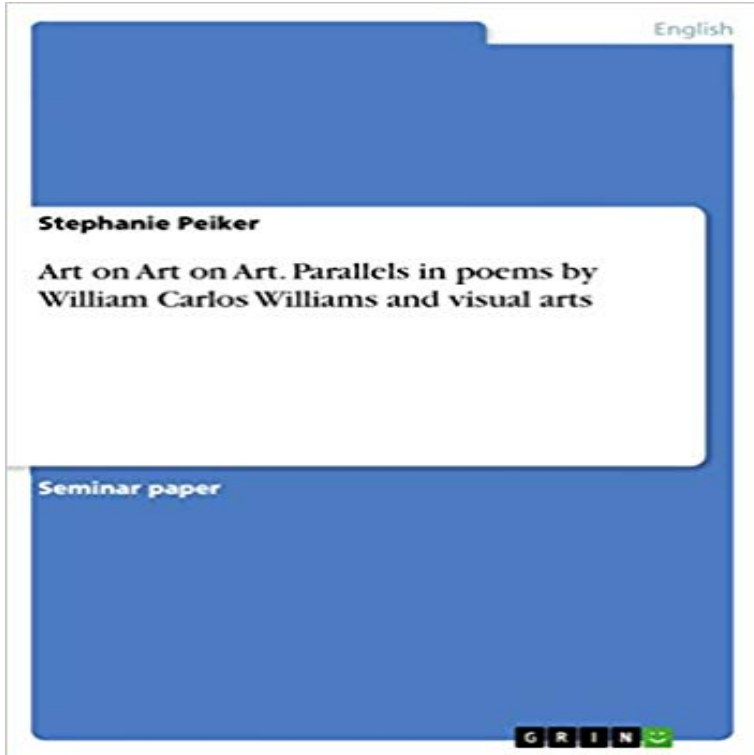 English
Stephanie Peiker
Art on Art on Art. Parallels in poems by
William Carlos Williams and visual arts
Seminar paper
GRIN